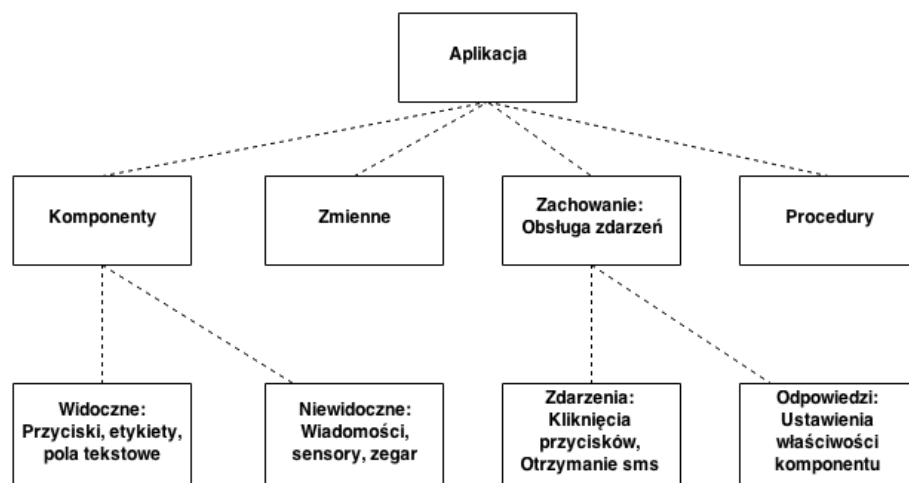 Aplikacja
Komponenty
Zmienne
Zachowanie:
Obsługa zdarzeń
Procedury
Widoczne:
Przyciski, etykiety,
pola tekstowe
Niewidoczne:
Wiadomości,
sensory, zegar
Zdarzenia:
Kliknięcia
przycisków,
Otrzymanie sms
Odpowiedzi:
Ustawienia
właściwości
komponentu